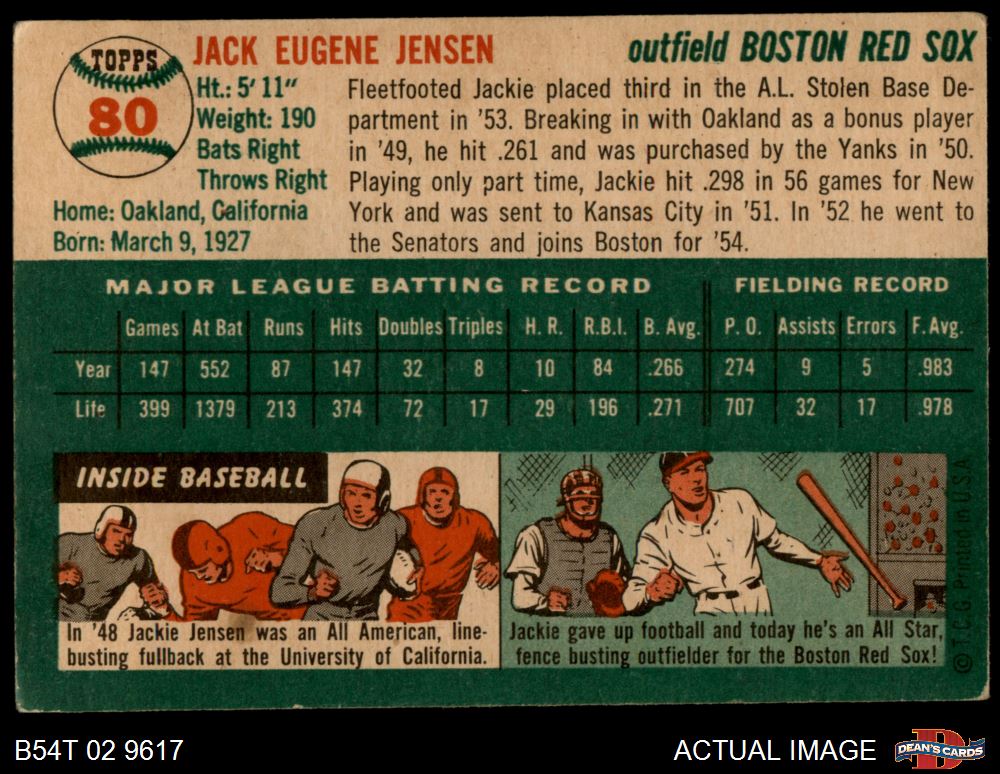 TOPPS
80
JACK EUGENE JENSEN
outfield BOSTON RED SOX
Ht.: 5' 11"
Weight: 190
Bats Right
Throws Right
Home: Oakland, California
Born: March 9, 1927
Fleetfooted Jackie placed third in the A.L. Stolen Base De-
partment in '53. Breaking in with Oakland as a bonus player
in '49, he hit .261 and was purchased by the Yanks in '50.
Playing only part time, Jackie hit .298 in 56 games for New
York and was sent to Kansas City in '51. In '52 he went to
the Senators and joins Boston for '54.
MAJOR LEAGUE BATTING RECORD FIELDING RECORD
Games At Bat Runs Hits Doubles Triples H. R. R.B.I. B. Avg. P. O. Assists Errors F. Avg.
Year 147 552 87 147 32 8 10 84 .266 274 9 5 .983
Life 399 1379 213 374 72 17 29 196 .271 707 32 17 .978
INSIDE BASEBALL
In '48 Jackie Jensen was an All American, line-
busting fullback at the University of California.
Jackie gave up football and today he's an All Star,
fence busting outfielder for the Boston Red Sox!
© T.C.G. Printed in U.S.A.
B54T 02 9617
ACTUAL IMAGE
D
DEAN'S CARDS